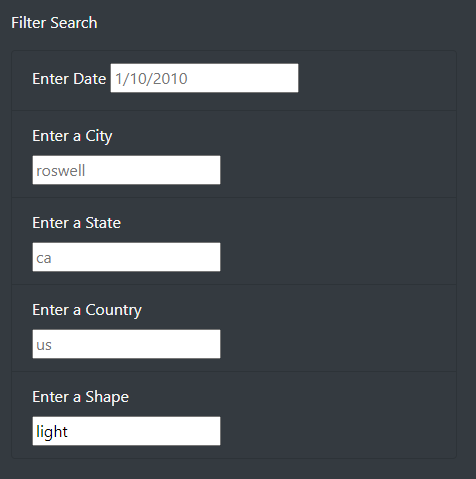 Filter Search
Enter Date 1/10/2010
Enter a City
roswell
Enter a State
ca
Enter a Country
us
Enter a Shape
light